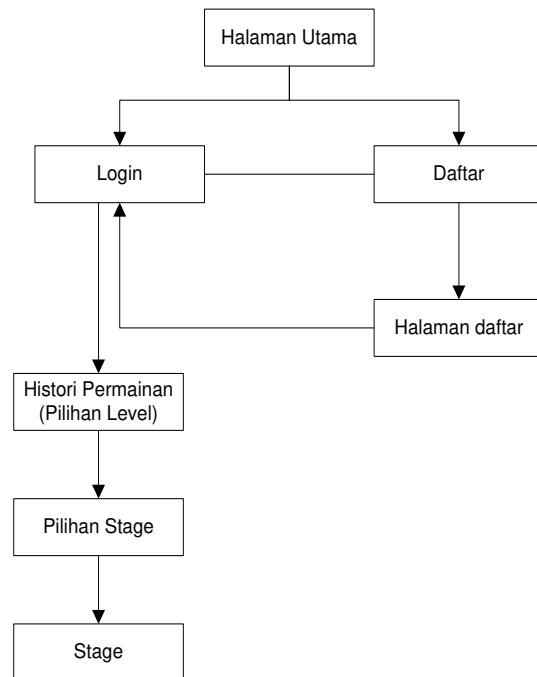 Halaman Utama
Login
Daftar
Halaman daftar
Histori Permainan
(Pilihan Level)
Pilihan Stage
Stage